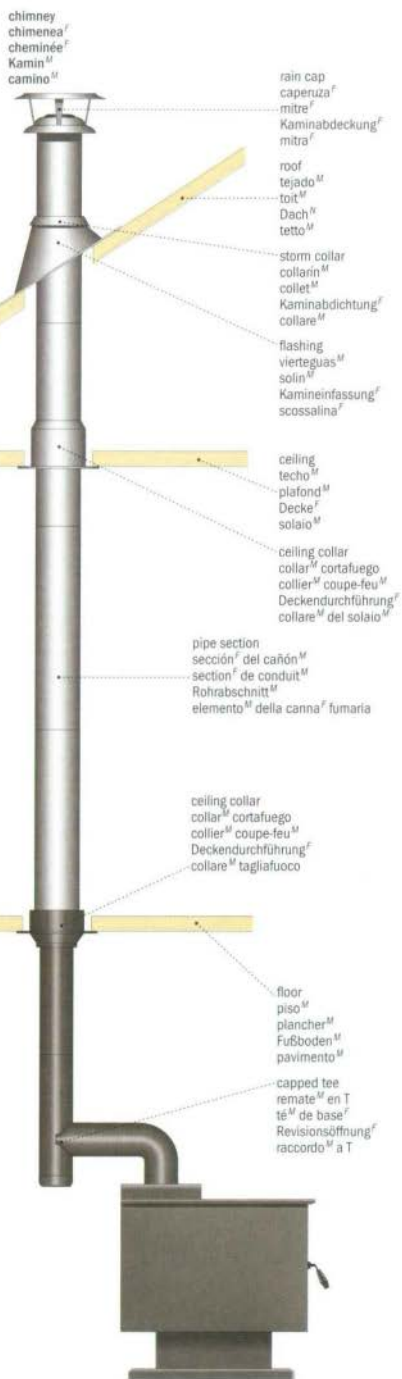 chimney
chimenea F
cheminée F
Kamin M
camino M
rain cap
caperuza F
mitre F
Kaminabdeckung F
mitra F
roof
tejado M
toit M
Dach N
tetto M
storm collar
collarín M
collet M
Kaminabdichtung F
collare M
flashing
vierteguas M
solin M
Kamineinfassung F
scossalina F
ceiling
techo M
plafond M
Decke F
solaio M
ceiling collar
collar M cortafuego
collier M coupe-feu M
Deckendurchführung F
collare M del solaio M
pipe section
sección F del cañón M
section F de conduit M
Rohrabschnitt M
elemento M della canna F fumaria
ceiling collar
collar M cortafuego
collier M coupe-feu M
Deckendurchführung F
collare M tagliafuoco
floor
piso M
plancher M
Fußboden M
pavimento M
capped tee
remate M en T
té M de base F
Revisionsöffnung F
raccordo M a T